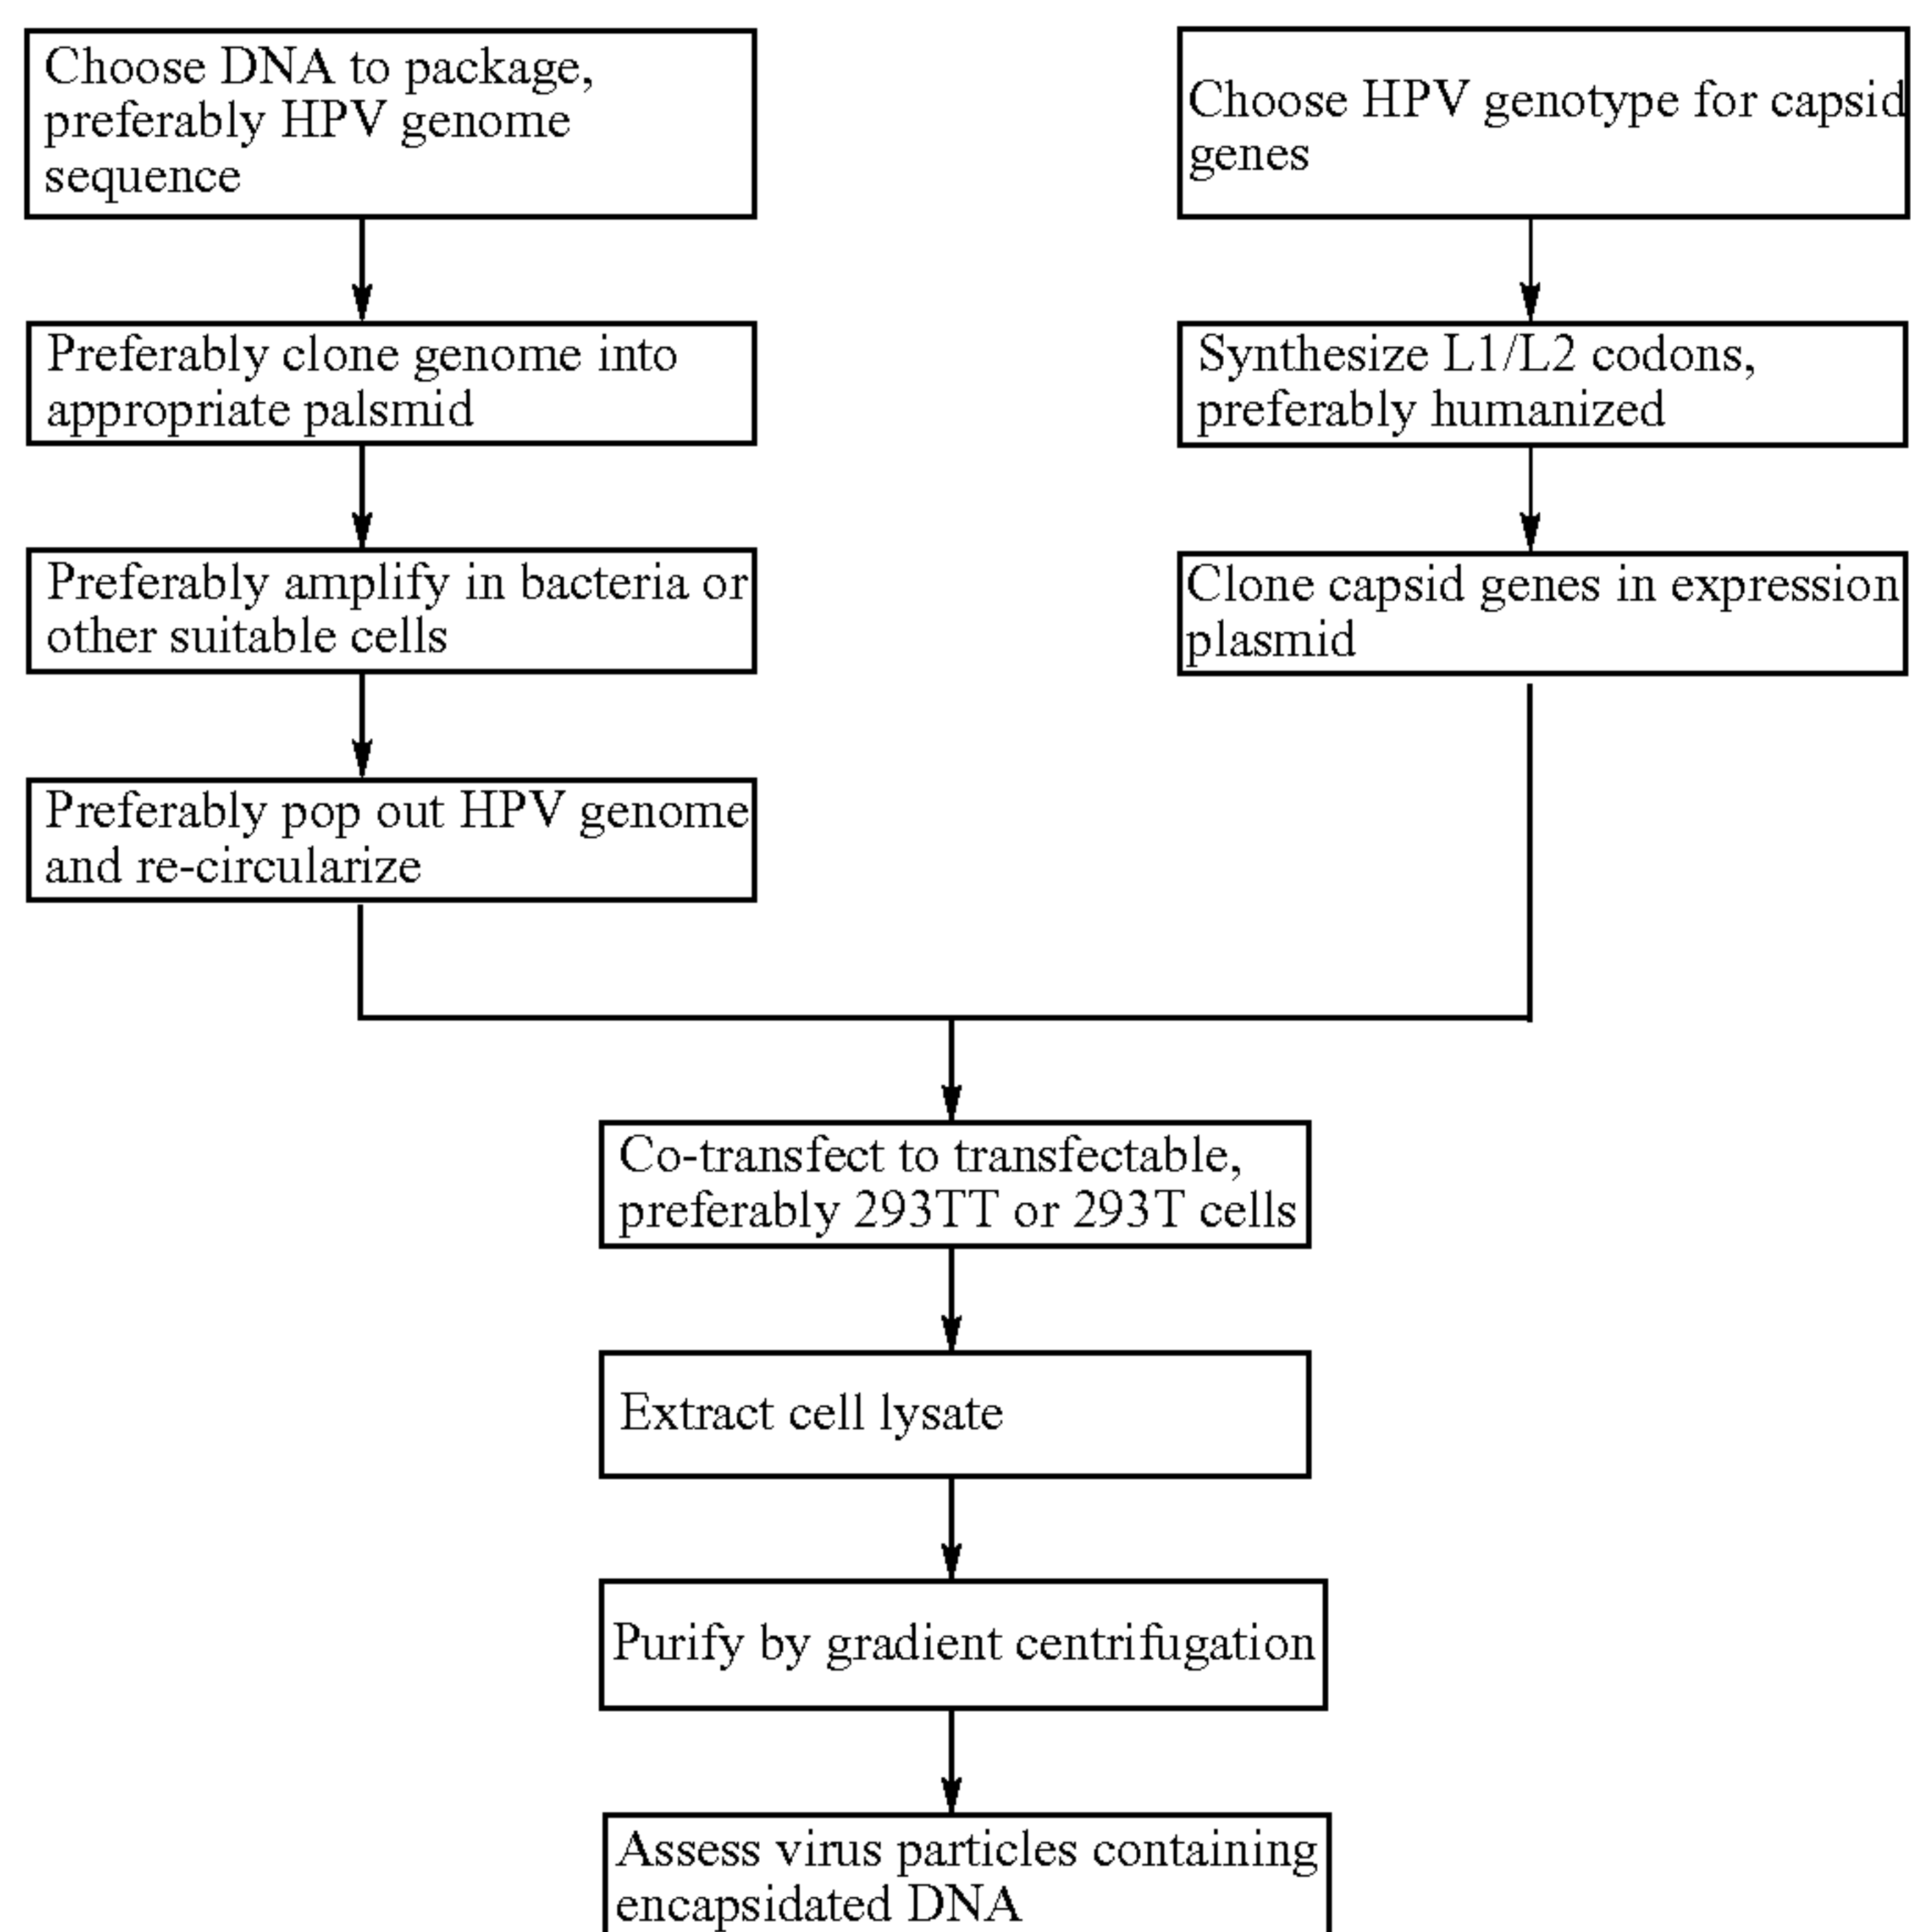 Choose DNA to package,
preferably HPV genome
sequence
Preferably clone genome into
appropriate palsmid
Preferably amplify in bacteria or
other suitable cells
Preferably pop out HPV genome
and re-circularize
Choose HPV genotype for capsid
genes
Synthesize L1/L2 codons,
preferably humanized
Clone capsid genes in expression
plasmid
Co-transfect to transfectable,
preferably 293TT or 293T cells
Extract cell lysate
Purify by gradient centrifugation
Assess virus particles containing
encapsidated DNA